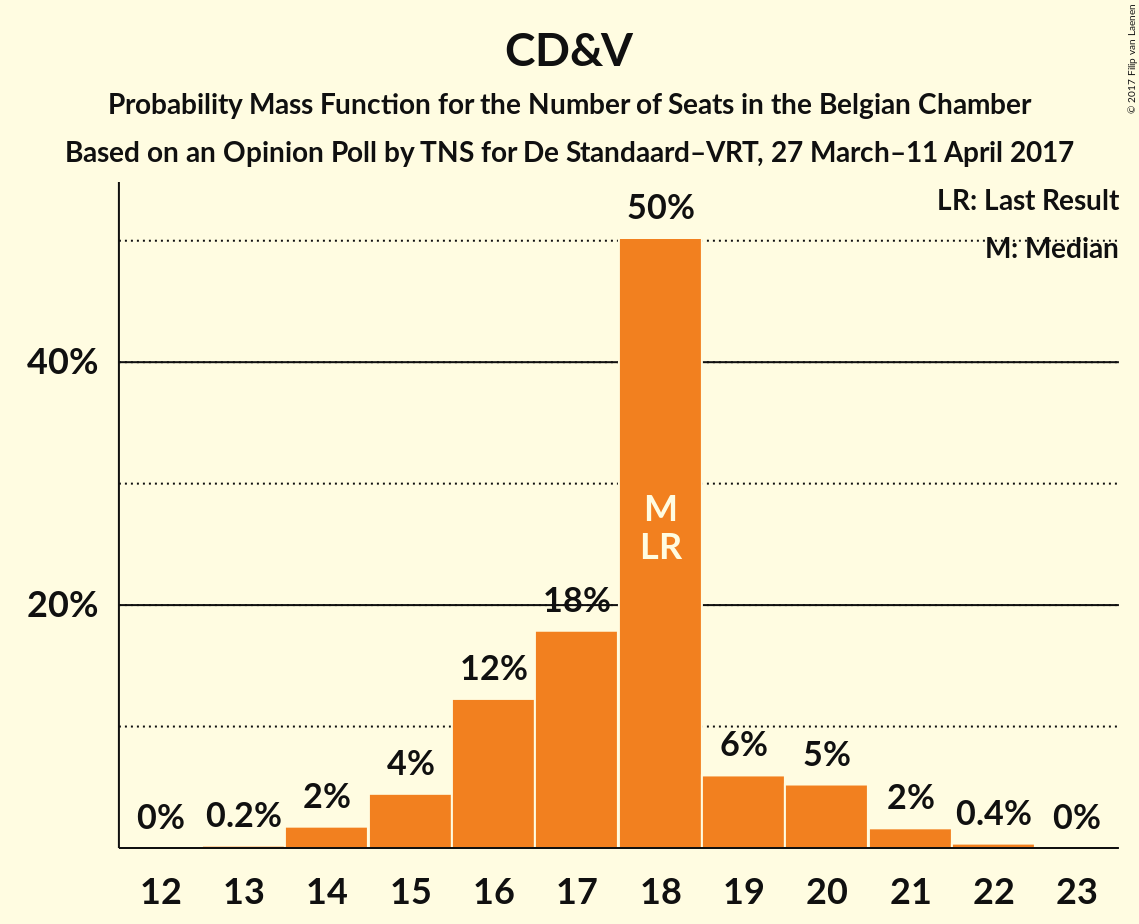 CD&V
Probability Mass Function for the Number of Seats in the Belgian Chamber
Based on an Opinion Poll by TNS for De Standaard–VRT, 27 March–11 April 2017
© 2017 Filip van Laenen
LR: Last Result
M: Median
50%
40%
M
LR
20%
18%
12%
6%
5%
4%
2%
2%
0%
0.2%
0.4%
0%
12 13 14 15 16 17 18 19 20 21 22 23